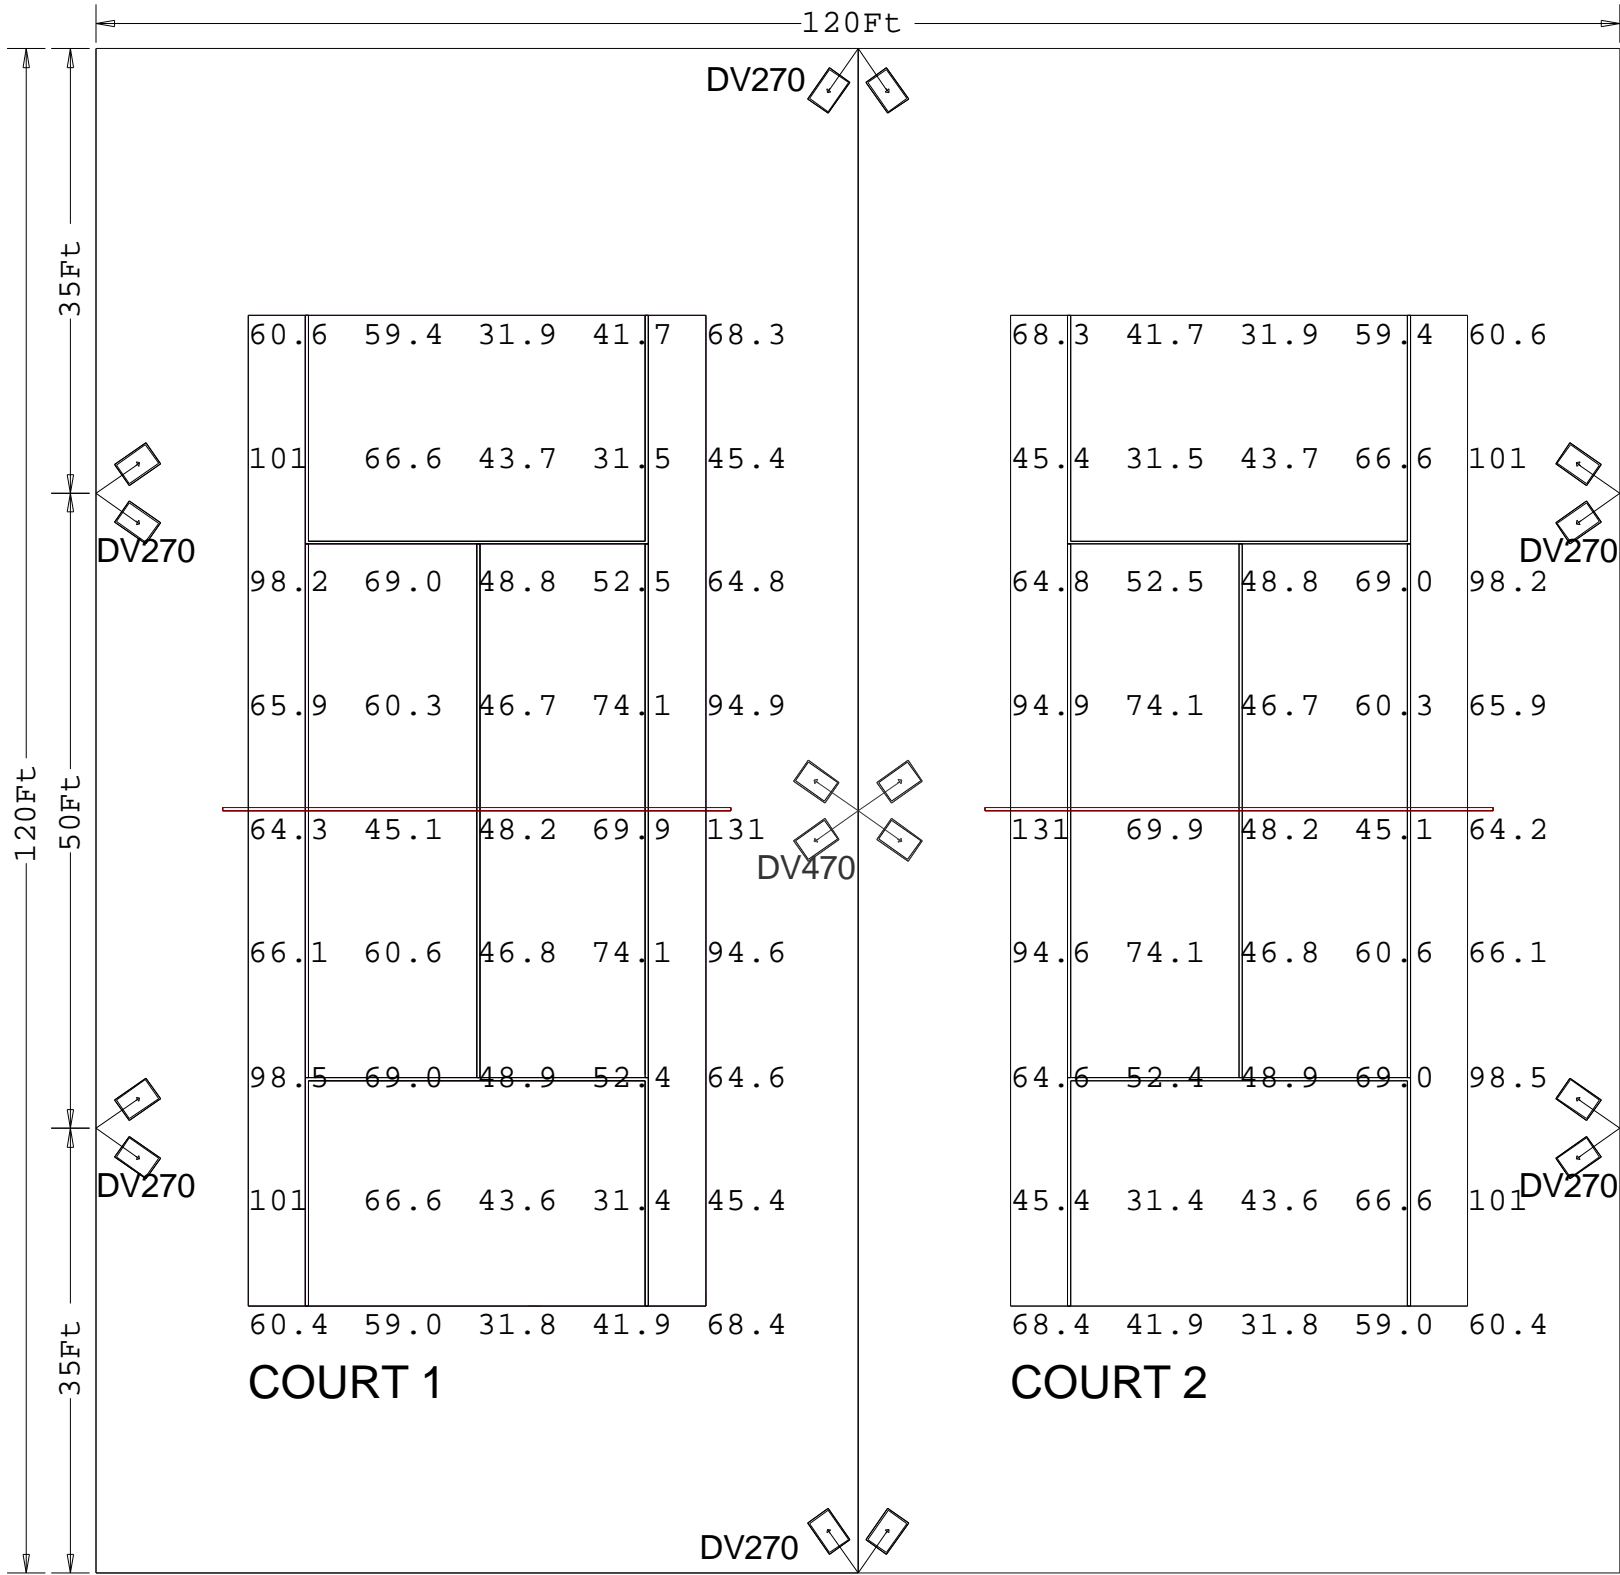 120Ft
DV270
35Ft
60.6 59.4 31.9 41.7 68.3 68.3 41.7 31.9 59.4 60.6
101 66.6 43.7 31.5 45.4 45.4 31.5 43.7 66.6 101
DV270 DV270
98.2 69.0 48.8 52.5 64.8 64.8 52.5 48.8 69.0 98.2
65.9 60.3 46.7 74.1 94.9 94.9 74.1 46.7 60.3 65.9
120Ft 50Ft
64.3 45.1 48.2 69.9 131 131 69.9 48.2 45.1 64.2
DV470
66.1 60.6 46.8 74.1 94.6 94.6 74.1 46.8 60.6 66.1
98.5 69.0 48.9 52.4 64.6 64.6 52.4 48.9 69.0 98.5
DV270 DV270
101 66.6 43.6 31.4 45.4 45.4 31.4 43.6 66.6 101
60.4 59.0 31.8 41.9 68.4 68.4 41.9 31.8 59.0 60.4
35Ft
COURT 1 COURT 2
DV270